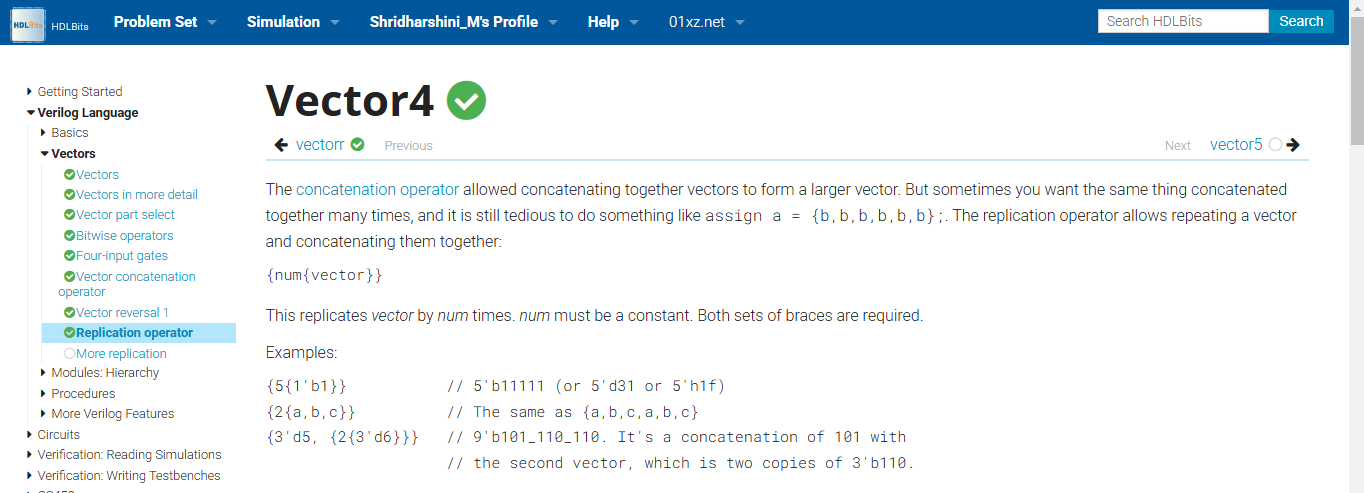 HDLBits HDLBits Problem Set Simulation Shridharshini_M's Profile Help 01xz.net Search HDLBits Search
Getting Started
Verilog Language
Basics
Vectors
Vectors
Vectors in more detail
Vector part select
Bitwise operators
Four-input gates
Vector concatenation
operator
Vector reversal 1
Replication operator
More replication
Modules: Hierarchy
Procedures
More Verilog Features
Circuits
Verification: Reading Simulations
Verification: Writing Testbenches
Vector4
vectorr Previous Next vector5
The concatenation operator allowed concatenating together vectors to form a larger vector. But sometimes you want the same thing concatenated
together many times, and it is still tedious to do something like assign a = {b,b,b,b,b,b};. The replication operator allows repeating a vector
and concatenating them together:
{num{vector}}
This replicates vector by num times. num must be a constant. Both sets of braces are required.
Examples:
{5{1'b1}} // 5'b11111 (or 5'd31 or 5'h1f)
{2{a,b,c}} // The same as {a,b,c,a,b,c}
{3'd5, {2{3'd6}}} // 9'b101_110_110. It's a concatenation of 101 with
// the second vector, which is two copies of 3'b110.